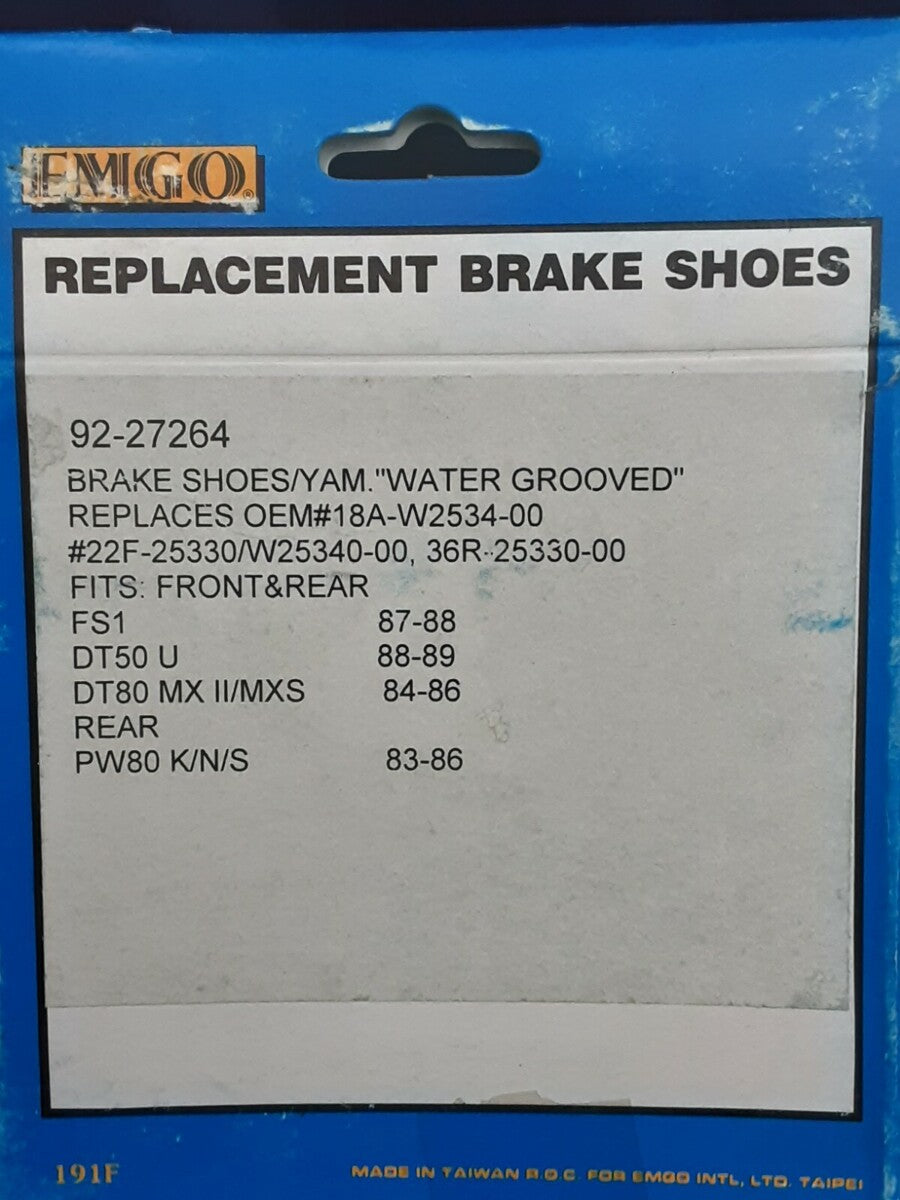 EMGO®
REPLACEMENT BRAKE SHOES
92-27264
BRAKE SHOES/YAM."WATER GROOVED"
REPLACES OEM#18A-W2534-00
#22F-25330/W25340-00, 36R-25330-00
FITS: FRONT&REAR
FS1 87-88
DT50 U 88-89
DT80 MX II/MXS 84-86
REAR
PW80 K/N/S 83-86
191F
MADE IN TAIWAN R.O.C. FOR EMGO INTL, LTD. TAIPEI